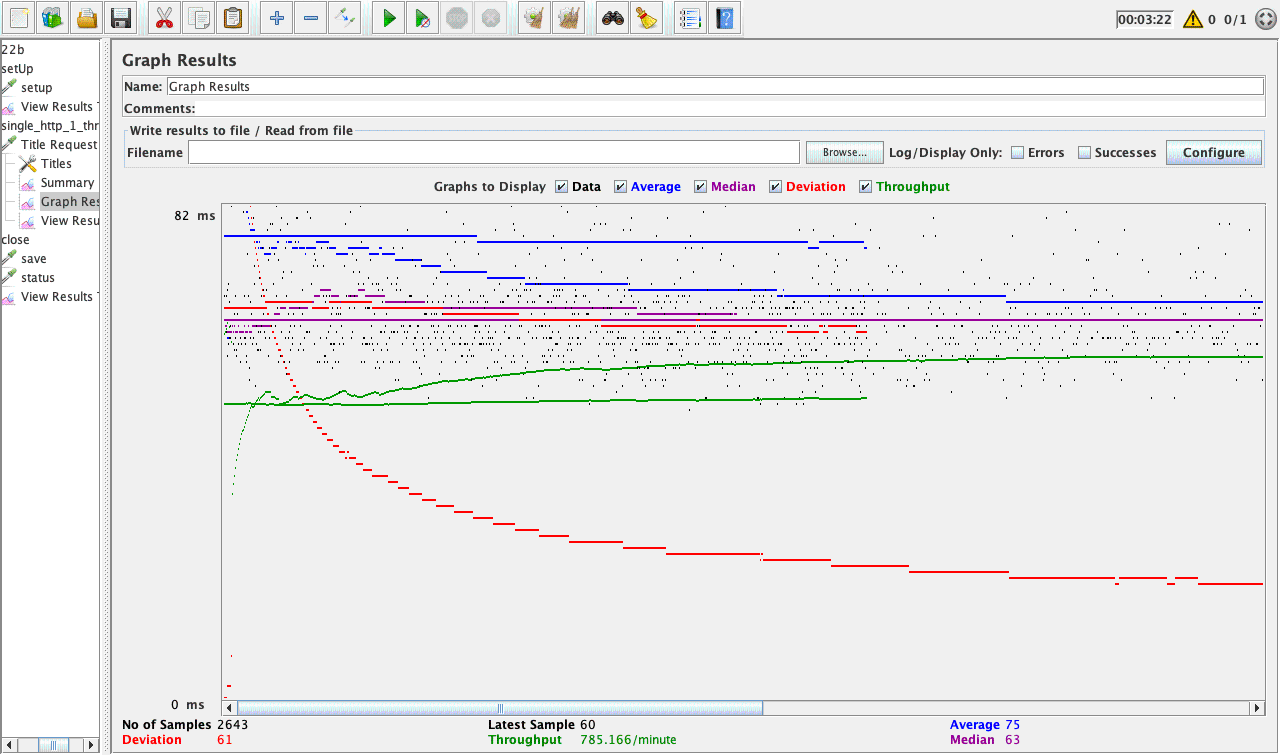 00:03:22 0 0/1
22b
setUp
setup
View Results
single_http_1_thr
Title Request
Titles
Summary
Graph Res
View Resu
close
save
status
View Results
Graph Results
Name: Graph Results
Comments:
Write results to file / Read from file
Filename Browse... Log/Display Only: Errors Successes Configure
Graphs to Display Data Average Median Deviation Throughput
82 ms
0 ms
No of Samples 2643 Latest Sample 60 Average 75
Deviation 61 Throughput 785.166/minute Median 63